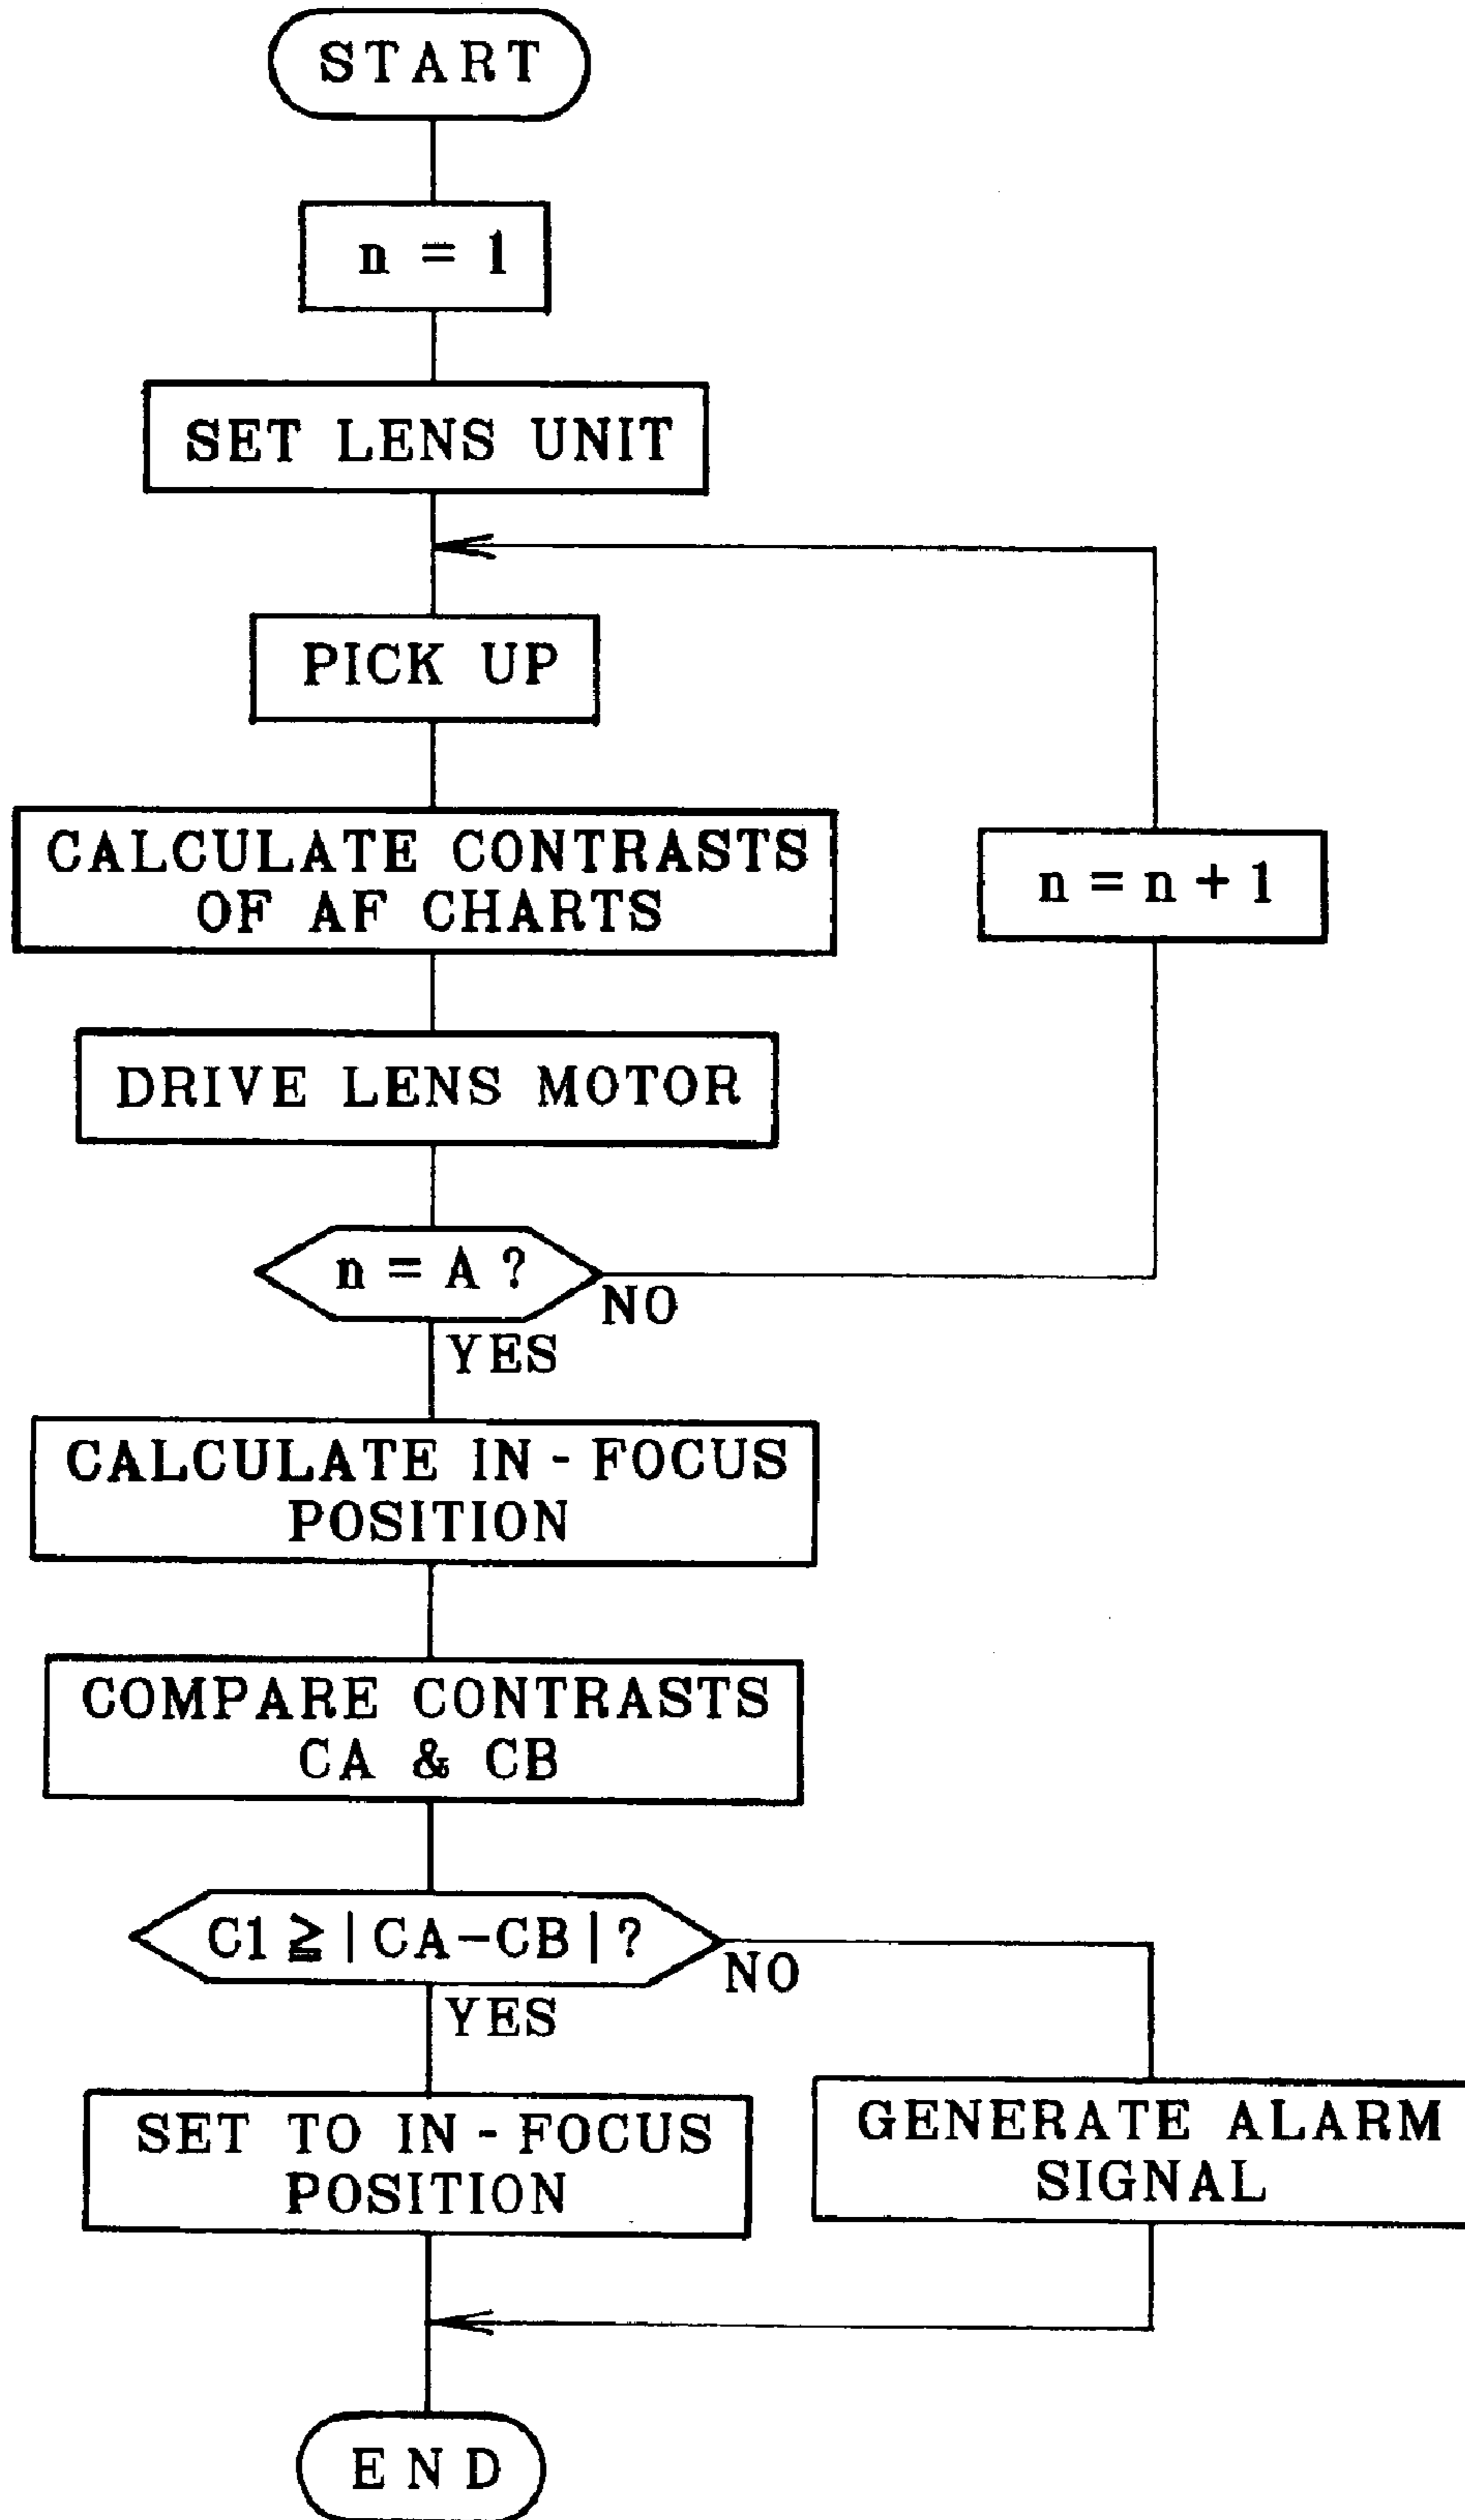 START
n = 1
SET LENS UNIT
PICK UP
CALCULATE CONTRASTS
OF AF CHARTS
n = n + 1
DRIVE LENS MOTOR
n = A ?
NO
YES
CALCULATE IN - FOCUS
POSITION
COMPARE CONTRASTS
CA & CB
C1 ≧ | CA-CB | ?
NO
YES
SET TO IN - FOCUS
POSITION
GENERATE ALARM
SIGNAL
END